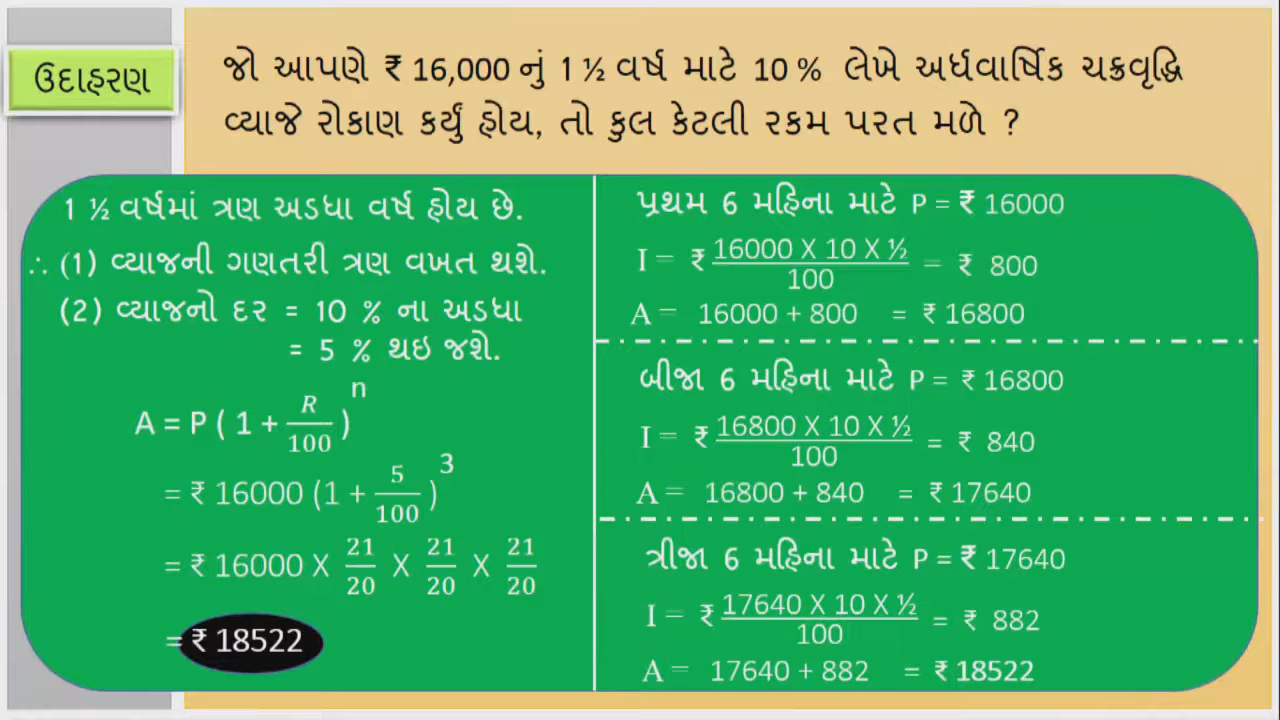 ઉદાહરણ
જો આપણે ₹ 16,000 નું 1 ½ વર્ષ માટે 10 % લેખે અર્ધવાર્ષિક ચક્રવૃદ્ધિ
વ્યાજે રોકાણ કર્યું હોય, તો કુલ કેટલી રકમ પરત મળે ?
1 ½ વર્ષમાં ત્રણ અડધા વર્ષ હોય છે.
∴ (1) વ્યાજની ગણતરી ત્રણ વખત થશે.
(2) વ્યાજનો દર = 10 % ના અડધા
= 5 % થઇ જશે.
A = P ( 1 + R/100 )^n
= ₹ 16000 (1 + 5/100 )^3
= ₹ 16000 X 21/20 X 21/20 X 21/20
= ₹ 18522
પ્રથમ 6 મહિના માટે P = ₹ 16000
I = ₹ 16000 X 10 X ½ / 100 = ₹ 800
A = 16000 + 800 = ₹ 16800
બીજા 6 મહિના માટે P = ₹ 16800
I = ₹ 16800 X 10 X ½ / 100 = ₹ 840
A = 16800 + 840 = ₹ 17640
ત્રીજા 6 મહિના માટે P = ₹ 17640
I = ₹ 17640 X 10 X ½ / 100 = ₹ 882
A = 17640 + 882 = ₹ 18522